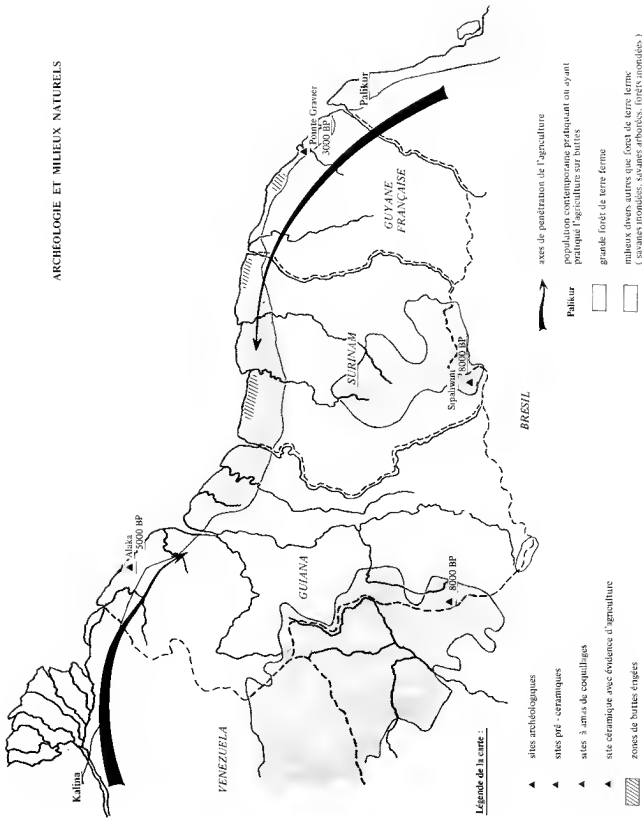 ARCHÉOLOGIE ET MILIEUX NATURELS
Kalina
Alaka
5000 BP
VENEZUELA
GUIANA
8000 BP
Pointe Gravier
3000 BP
Palikur
GUYANE
FRANÇAISE
SURINAM
Sipaliwani
8000 BP
BRESIL
Légende de la carte :
sites archéologiques
sites pré - ceramiques
sites à amas de coquillages
site céramique avec évidence d'agriculture
zones de buttes érigées
axes de penétration de l'agriculture
Palikur
population contemporaine pratiquant ou ayant
pratiqué l'agriculture sur buttes
grande forêt de terre ferme
milieux divers autres que foret de terre ferme
( savanes inondées, savanes arborées, forêts inondées )